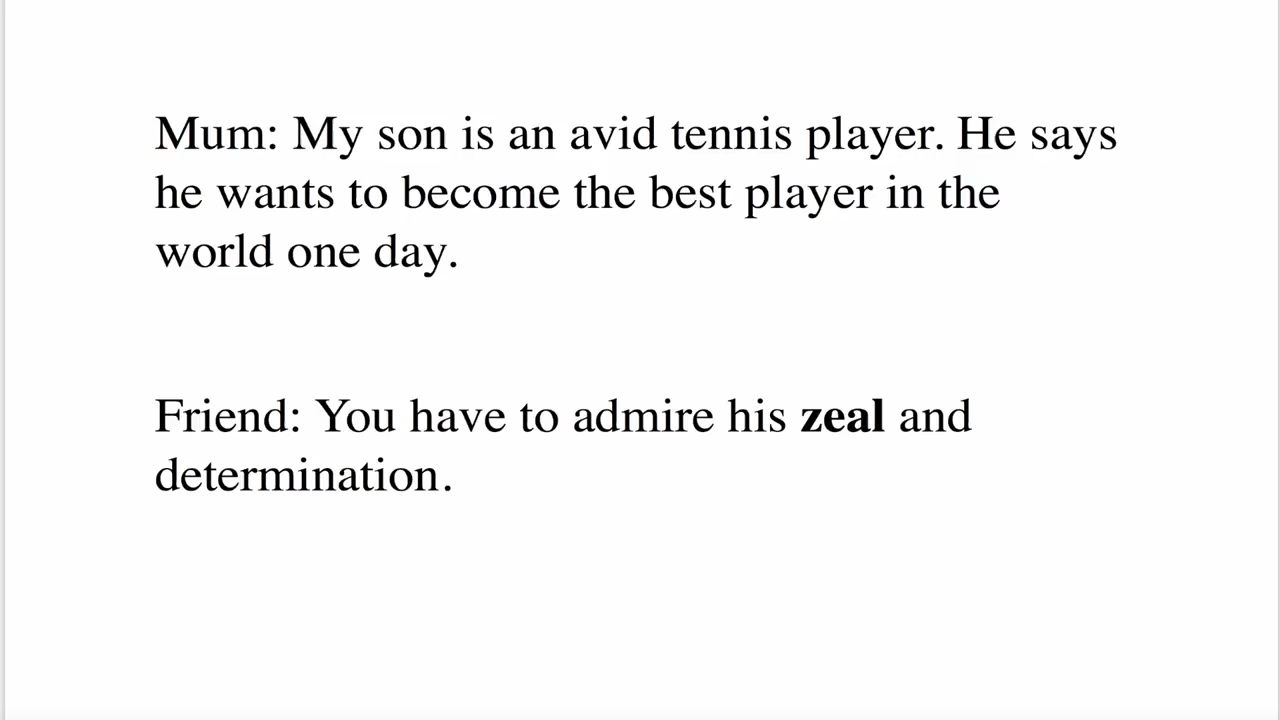 Mum: My son is an avid tennis player. He says
he wants to become the best player in the
world one day.
Friend: You have to admire his zeal and
determination.